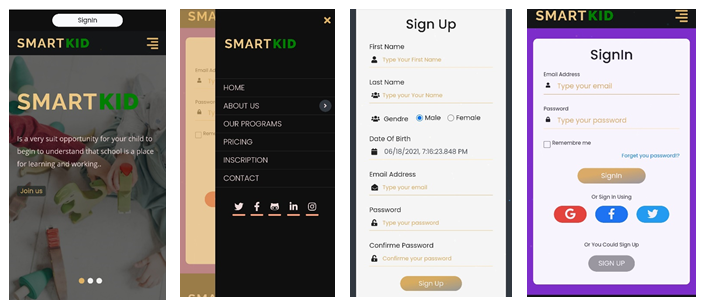 SignIn
SMARTKID
SMARTKID
Is a very suit opportunity for your child to
begin to understand that school is a place
for learning and working..
Join us
SMARTKID
HOME
ABOUT US
OUR PROGRAMS
PRICING
INSCRIPTION
CONTACT
Email Ad
Passwo
Reme
SMA
Sign Up
First Name
Type Your First Name
Last Name
Type Your Your Name
Gendre Male Female
Date Of Birth
06/18/2021, 7:16:23.848 PM
Email Address
Type your email
Password
Type your password
Confirme Password
Confirme your password
Sign Up
SMARTKID
SignIn
Email Address
Type your email
Password
Type your password
Remembre me
Forget you password!?
SignIn
Or Sign In Using
Or You Could Sign Up
SIGN UP